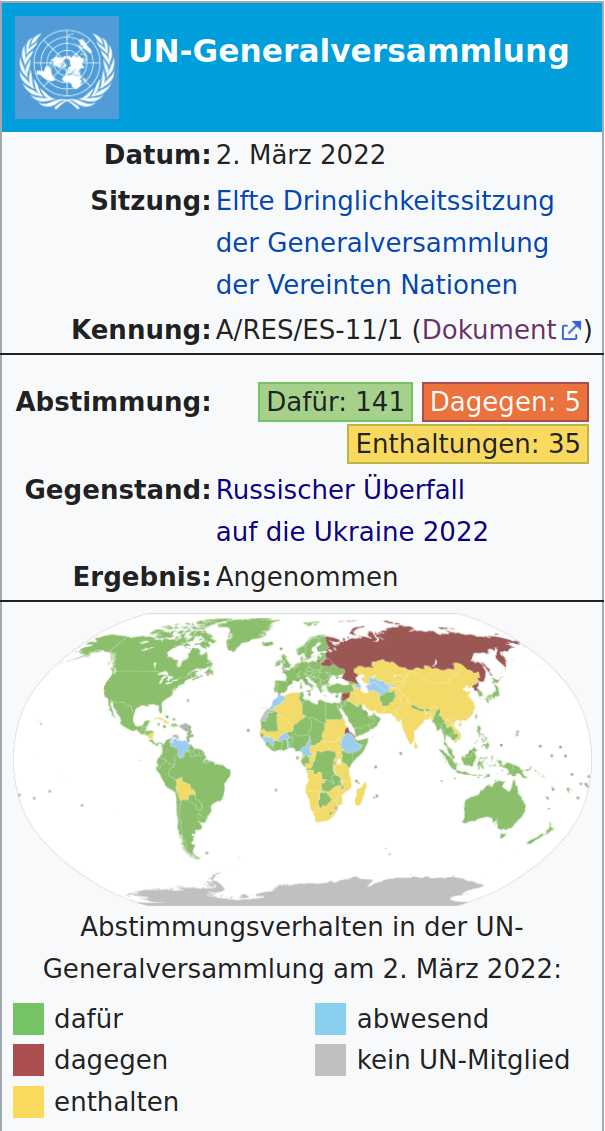 UN-Generalversammlung
Datum: 2. März 2022
Sitzung: Elfte Dringlichkeitssitzung
der Generalversammlung
der Vereinten Nationen
Kennung: A/RES/ES-11/1 (Dokument)
Abstimmung: Dafür: 141 Dagegen: 5
Enthaltungen: 35
Gegenstand: Russischer Überfall
auf die Ukraine 2022
Ergebnis: Angenommen
Abstimmungsverhalten in der UN-
Generalversammlung am 2. März 2022:
dafür
dagegen
enthalten
abwesend
kein UN-Mitglied